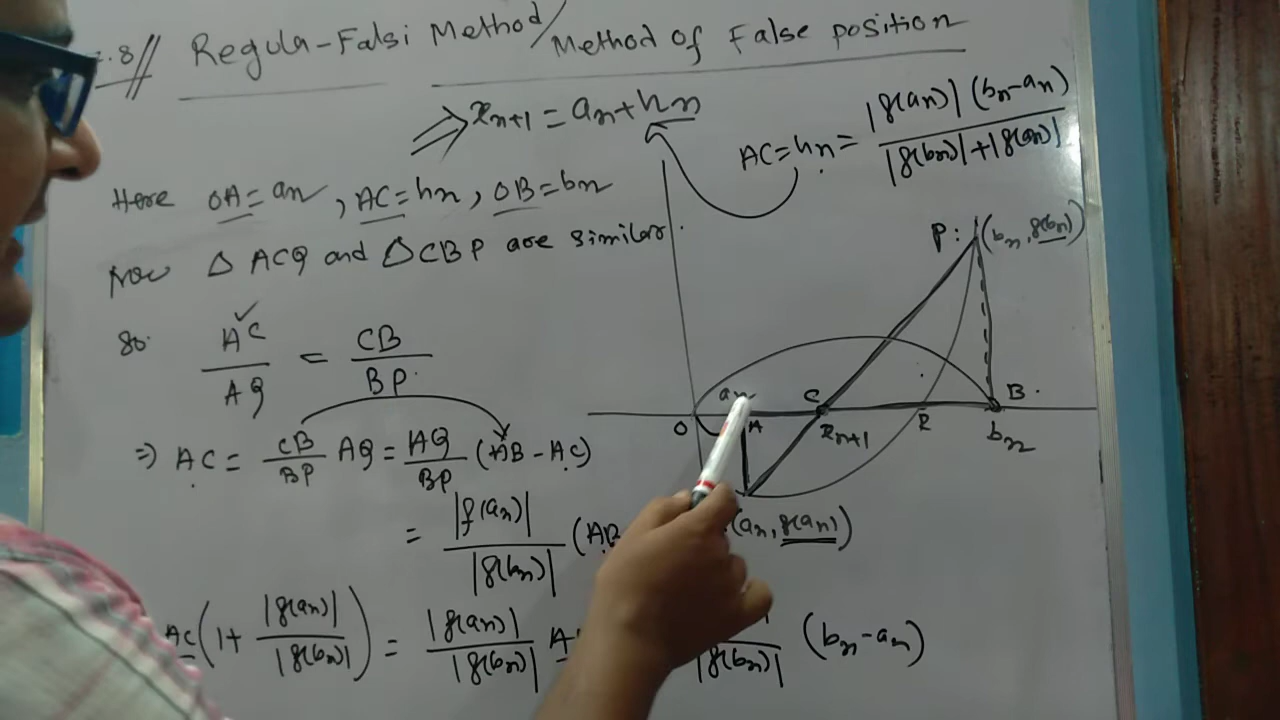 .8// Regula-Falsi Method/Method of False position
⇒ x_{n+1} = a_n + h_n
AC = h_n = |f(a_n)| (b_n - a_n) / |f(b_n)| + |f(a_n)|
Here OA = a_n, AC = h_n, OB = b_n
Now Δ ACQ and Δ CBP are similar.
So AC/AQ = CB/BP
⇒ AC = CB/BP AQ = AQ/BP (AB - AC)
= |f(a_n)| / |f(b_n)| (AB
AC (1 + |f(a_n)| / |f(b_n)|) = |f(a_n)| / |f(b_n)| A
|f(b_n)| (b_n - a_n)
P: (b_n, f(b_n))
a_n
C
B
O
A
x_{n+1}
R
b_n
(a_n, f(a_n))